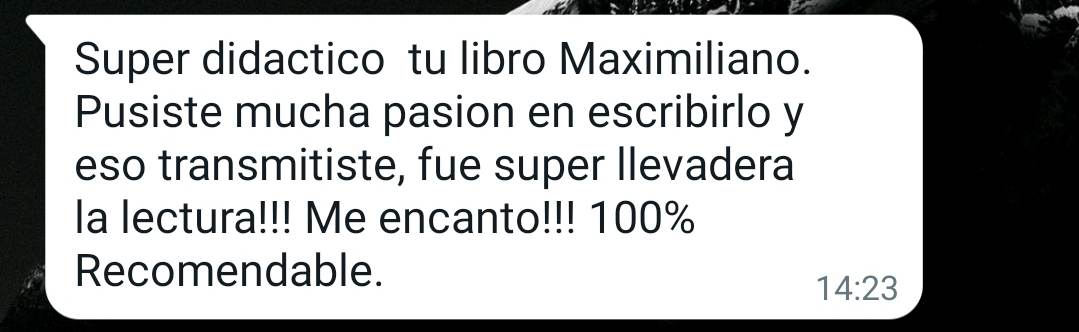 Super didactico  tu libro Maximiliano.
Pusiste mucha pasion en escribirlo y
eso transmitiste, fue super llevadera
la lectura!!! Me encanto!!! 100%
Recomendable.
14:23